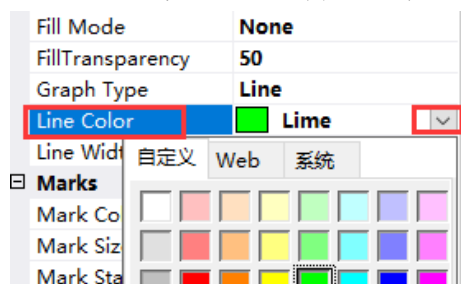 Fill Mode None
FillTransparency 50
Graph Type Line
Line Color Lime
Line Widt
自定义 Web 系统
Marks
Mark Co
Mark Siz
Mark Sta